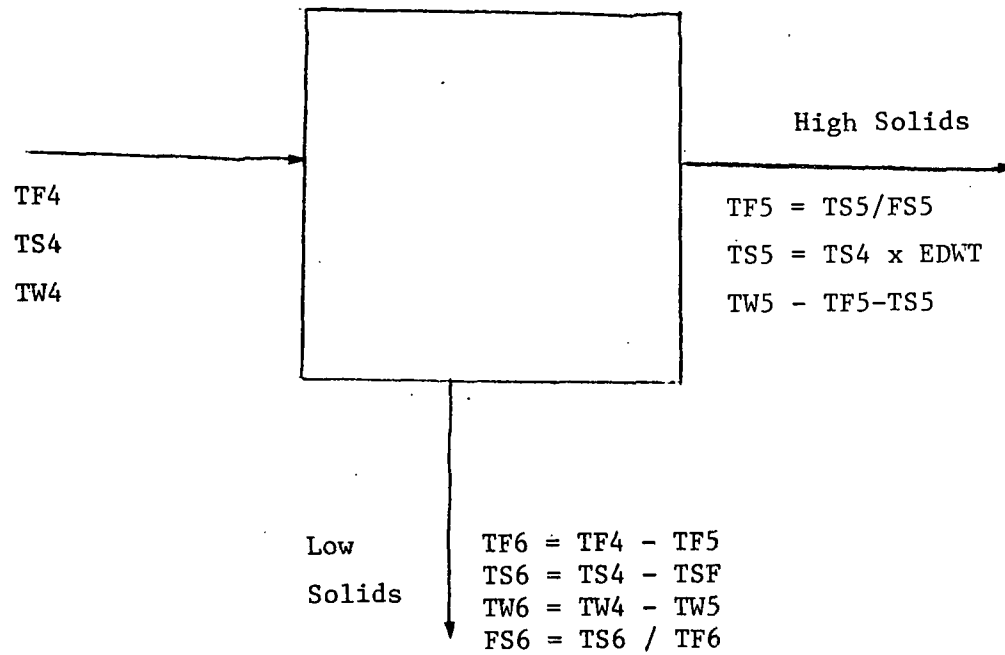 High Solids
TF4
TS4
TW4
TF5 = TS5/FS5
TS5 = TS4 x EDWT
TW5 - TF5-TS5
Low
Solids
TF6 = TF4 - TF5
TS6 = TS4 - TSF
TW6 = TW4 - TW5
FS6 = TS6 / TF6